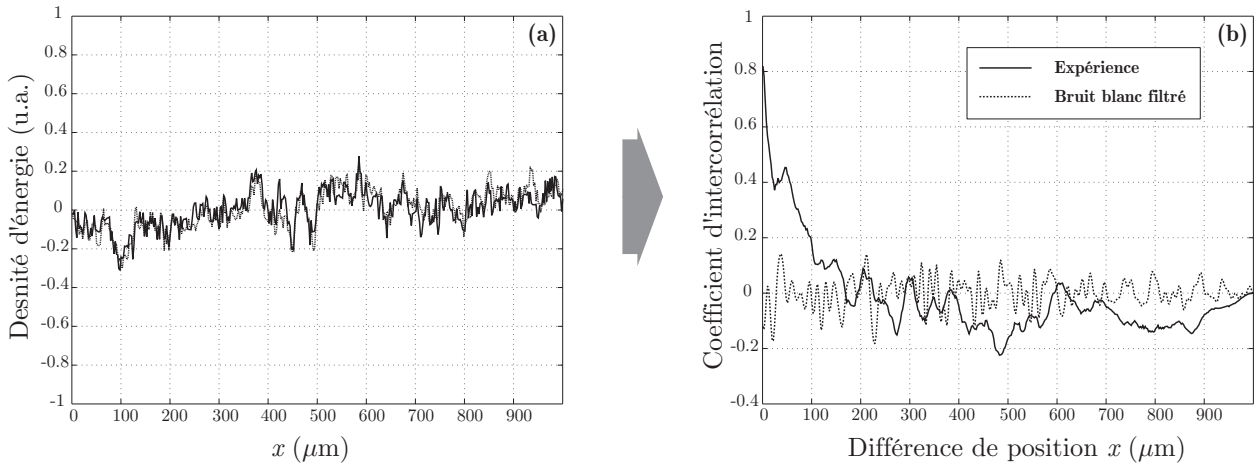 (a)
Desnité d'énergie (u.a.)
1
0.8
0.6
0.4
0.2
0
-0.2
-0.4
-0.6
-0.8
-1
0 100 200 300 400 500 600 700 800 900
x (μm)
(b)
Coefficient d'intercorrélation
1
0.8
0.6
0.4
0.2
0
-0.2
-0.4
Expérience
Bruit blanc filtré
0 100 200 300 400 500 600 700 800 900
Différence de position x (μm)